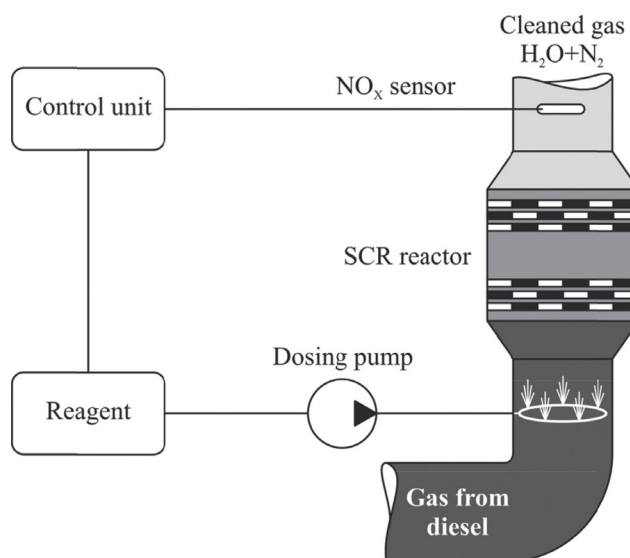 Cleaned gas
H₂O+N₂
NOₓ sensor
Control unit
SCR reactor
Dosing pump
Reagent
Gas from
diesel